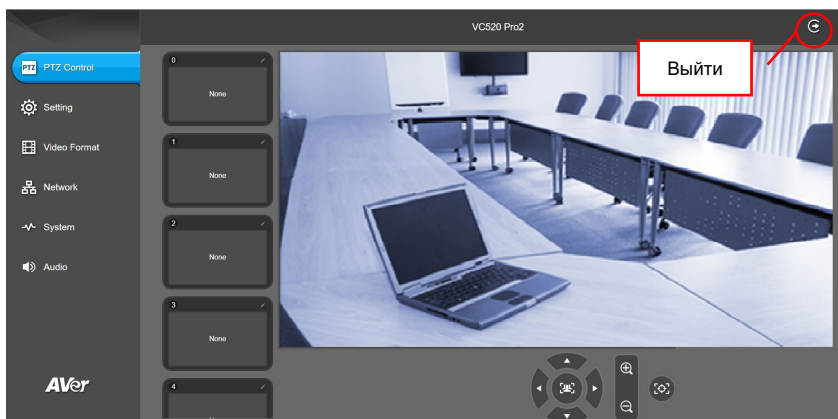 VC520 Pro2
Выйти
PTZ PTZ Control
Setting
Video Format
Network
System
Audio
AVer
0
None
1
None
2
None
3
None
4